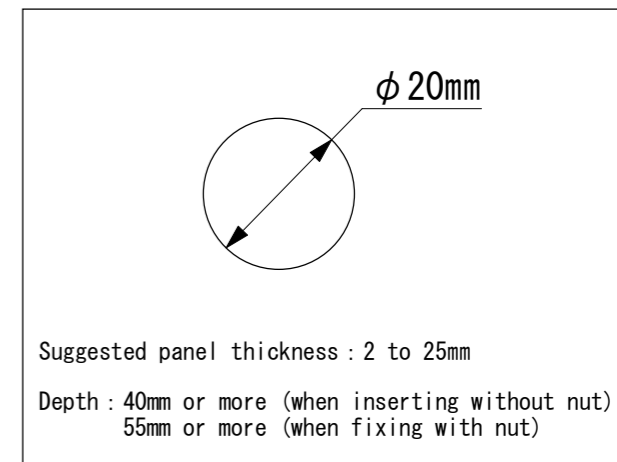 φ20mm
Suggested panel thickness : 2 to 25mm
Depth : 40mm or more (when inserting without nut)
55mm or more (when fixing with nut)